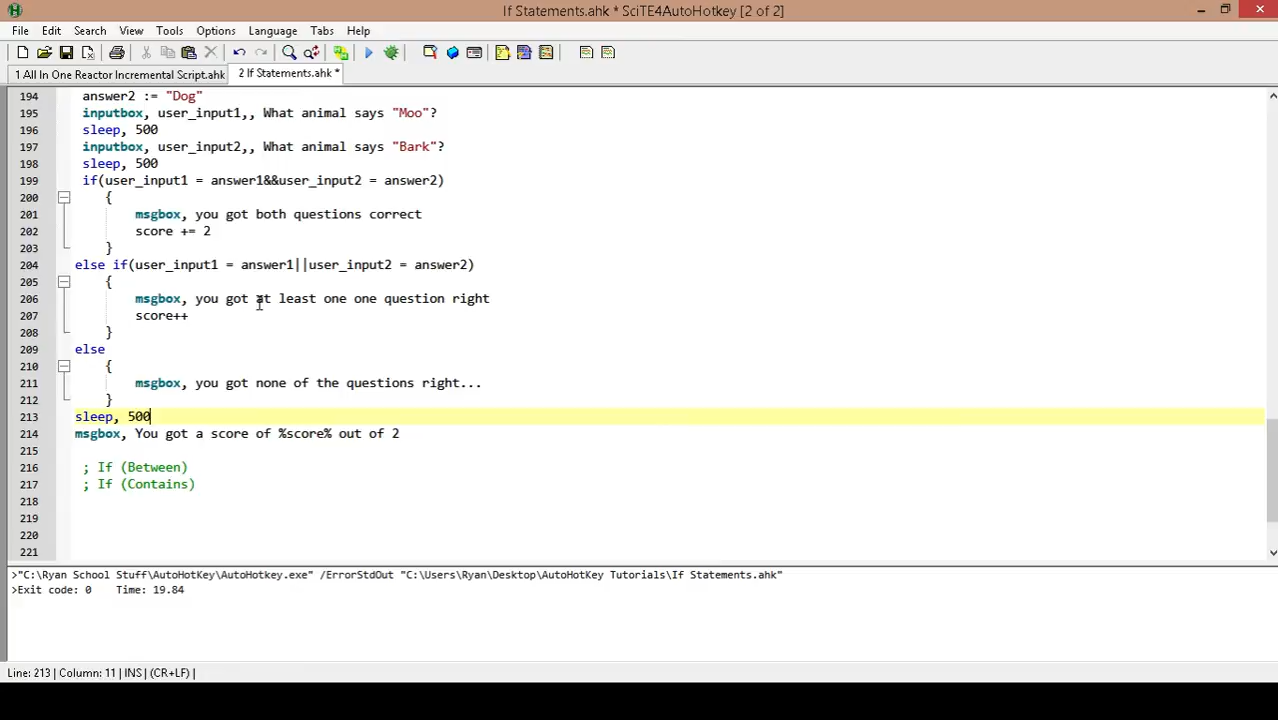 If Statements.ahk * SciTE4AutoHotkey [2 of 2]
File Edit Search View Tools Options Language Tabs Help
1 All In One Reactor Incremental Script.ahk 2 If Statements.ahk *
194 answer2 := "Dog"
195 inputbox, user_input1,, What animal says "Moo"?
196 sleep, 500
197 inputbox, user_input2,, What animal says "Bark"?
198 sleep, 500
199 if(user_input1 = answer1&&user_input2 = answer2)
200 {
201 msgbox, you got both questions correct
202 score += 2
203 }
204 else if(user_input1 = answer1||user_input2 = answer2)
205 {
206 msgbox, you got at least one one question right
207 score++
208 }
209 else
210 {
211 msgbox, you got none of the questions right...
212 }
213 sleep, 500
214 msgbox, You got a score of %score% out of 2
215
216 ; If (Between)
217 ; If (Contains)
218
219
220
221
>"C:\Ryan School Stuff\AutoHotKey\AutoHotkey.exe" /ErrorStdOut "C:\Users\Ryan\Desktop\AutoHotKey Tutorials\If Statements.ahk"
>Exit code: 0 Time: 19.84
Line: 213 | Column: 11 | INS | (CR+LF) |